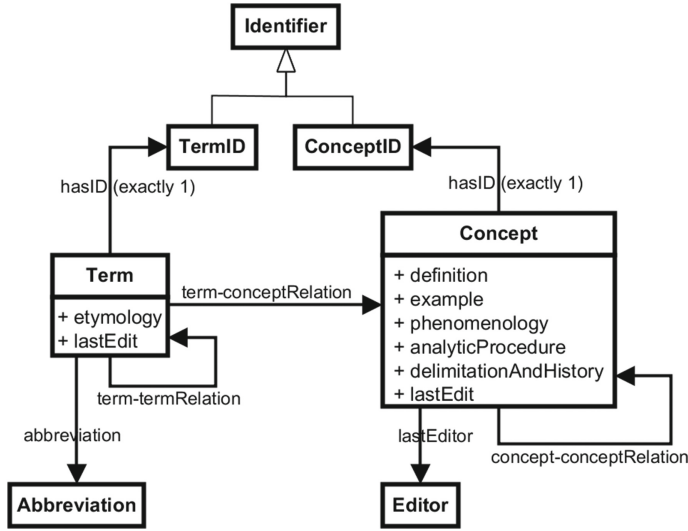 Identifier
TermID
ConceptID
hasID (exactly 1)
hasID (exactly 1)
Concept
Term
+ definition
+ example
+ phenomenology
+ analyticProcedure
+ delimitationAndHistory
+ lastEdit
term-conceptRelation
+ etymology
+ lastEdit
term-termRelation
abbreviation
lastEditor
concept-conceptRelation
Abbreviation
Editor